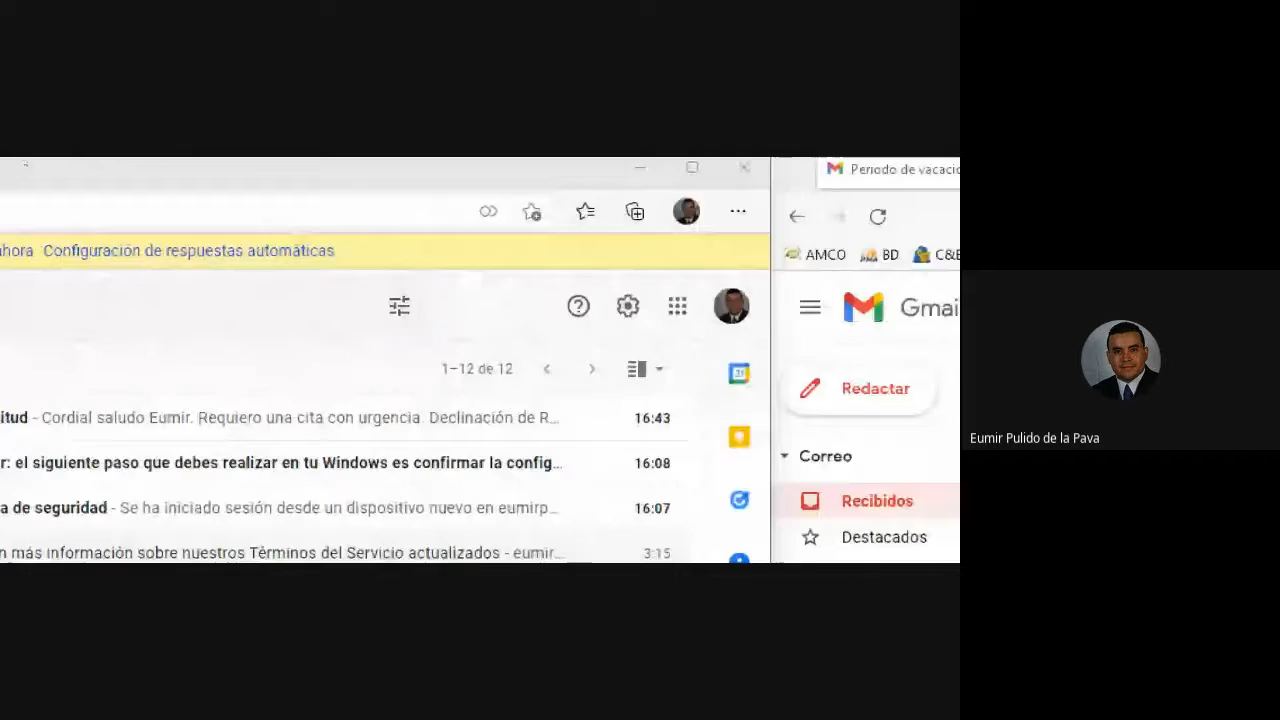 Periodo de vacacio
AMCO BD C&E
ahora Configuración de respuestas automáticas
Gmai
1–12 de 12
Redactar
itud - Cordial saludo Eumir. Requiero una cita con urgencia. Declinación de R... 16:43
r: el siguiente paso que debes realizar en tu Windows es confirmar la config... 16:08
a de seguridad - Se ha iniciado sesión desde un dispositivo nuevo en eumirp... 16:07
n más información sobre nuestros Términos del Servicio actualizados - eumir... 3:15
Correo
Recibidos
Destacados
Eumir Pulido de la Pava